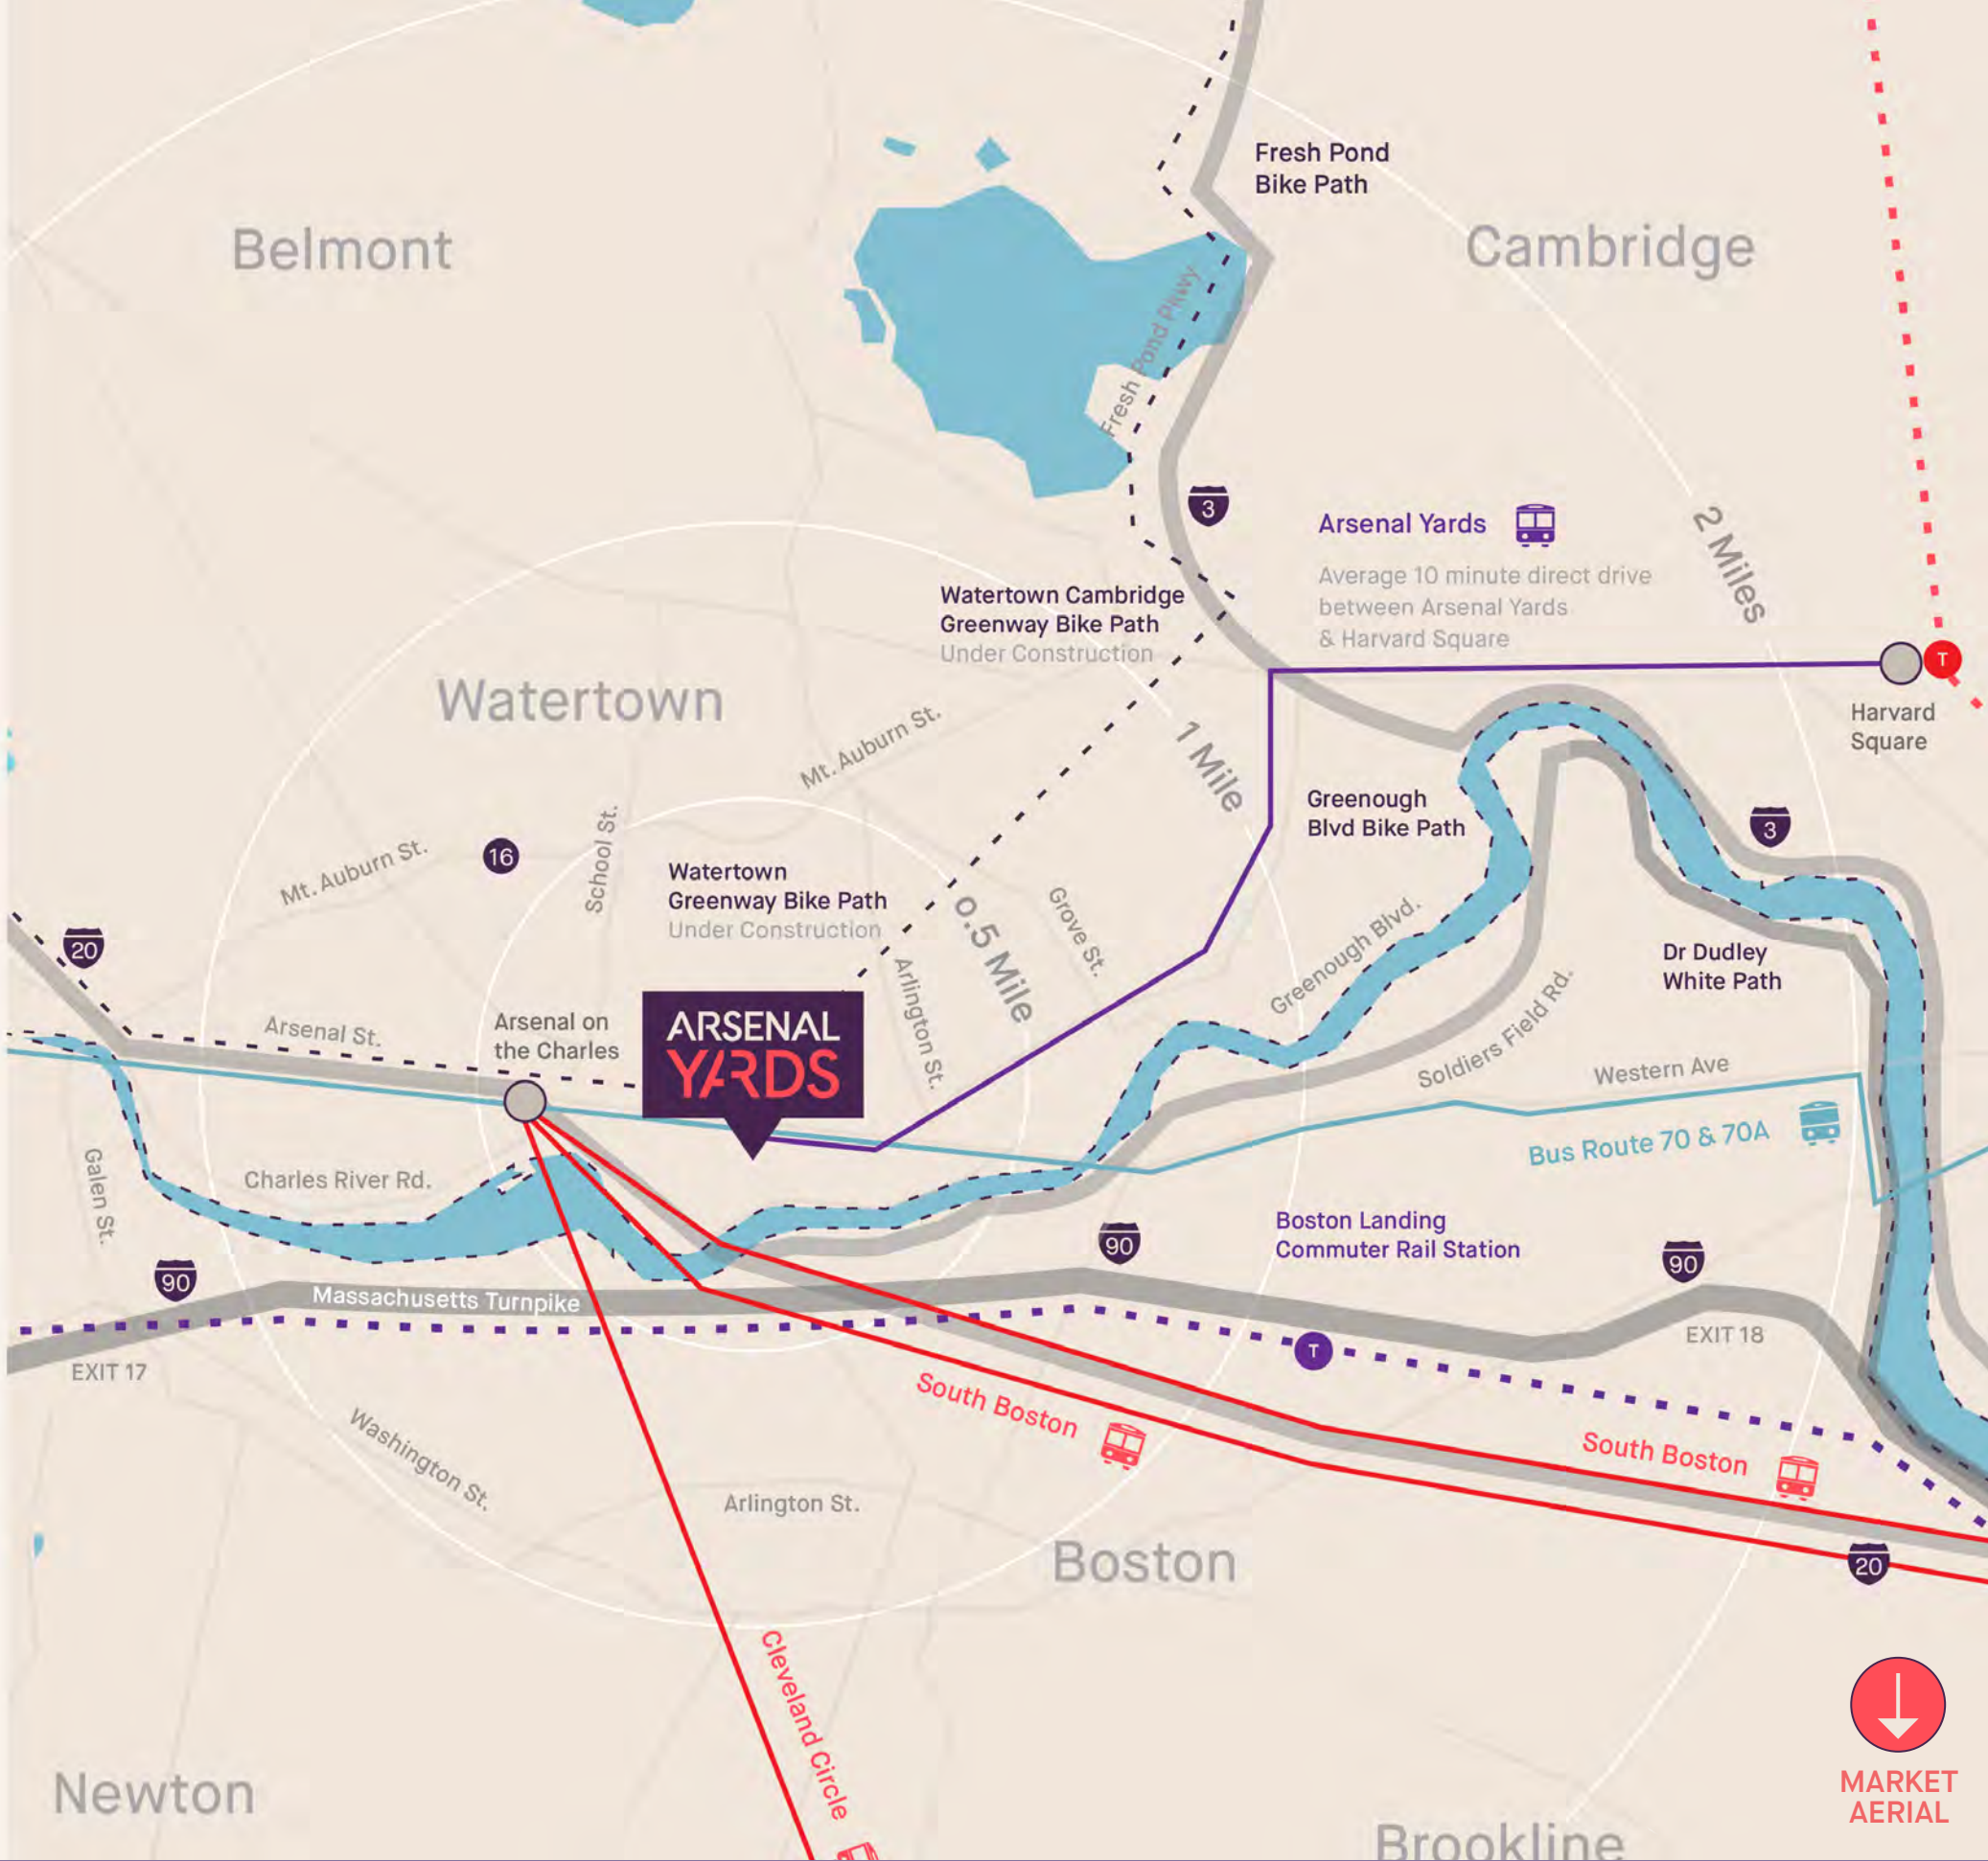 Fresh Pond
Bike Path
Belmont
Cambridge
Fresh Pond Pkwy
3
Arsenal Yards
Average 10 minute direct drive
between Arsenal Yards
& Harvard Square
2 Miles
Watertown Cambridge
Greenway Bike Path
Under Construction
T
Harvard
Square
Watertown
Mt. Auburn St.
1 Mile
Greenough
Blvd Bike Path
3
16
School St.
Mt. Auburn St.
Watertown
Greenway Bike Path
Under Construction
0.5 Mile
Grove St.
20
Arlington St.
Greenough Blvd.
Dr Dudley
White Path
Arsenal St.
Arsenal on
the Charles
ARSENAL
YARDS
Soldiers Field Rd.
Western Ave
Bus Route 70 & 70A
Galen St.
Charles River Rd.
Boston Landing
Commuter Rail Station
90
90
90
Massachusetts Turnpike
EXIT 18
T
EXIT 17
South Boston
South Boston
Washington St.
Arlington St.
Boston
20
Cleveland Circle
Newton
MARKET
AERIAL
Brookline